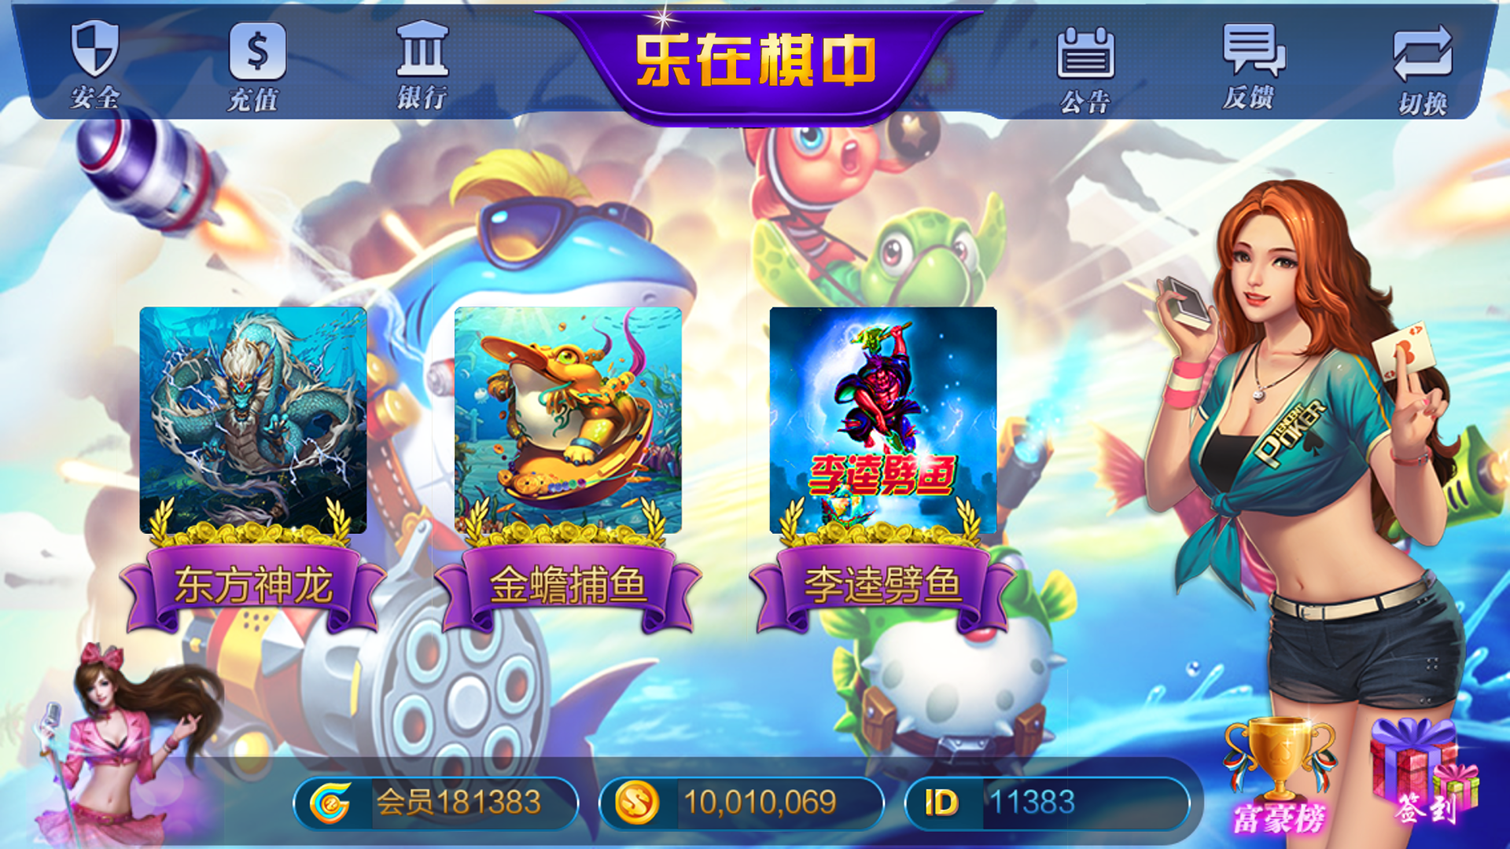 安全
充值
银行
乐在棋中
公告
反馈
切换
POKER
李逵劈鱼
东方神龙
金蟾捕鱼
李逵劈鱼
会员181383
10,010,069
ID 11383
富豪榜
签到